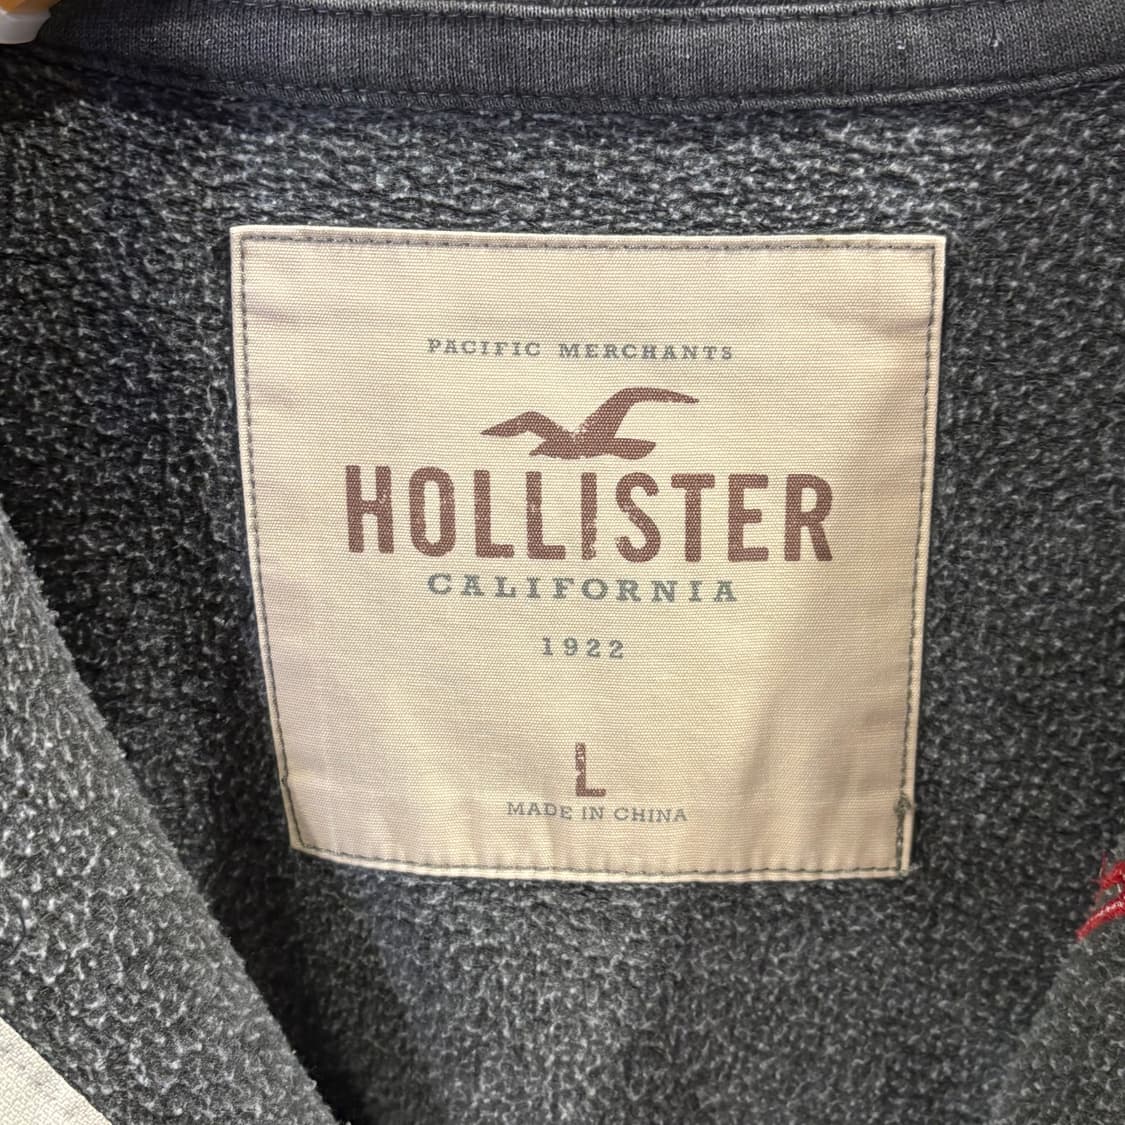 PACIFIC MERCHANTS
HOLLISTER
CALIFORNIA
1922
L
MADE IN CHINA